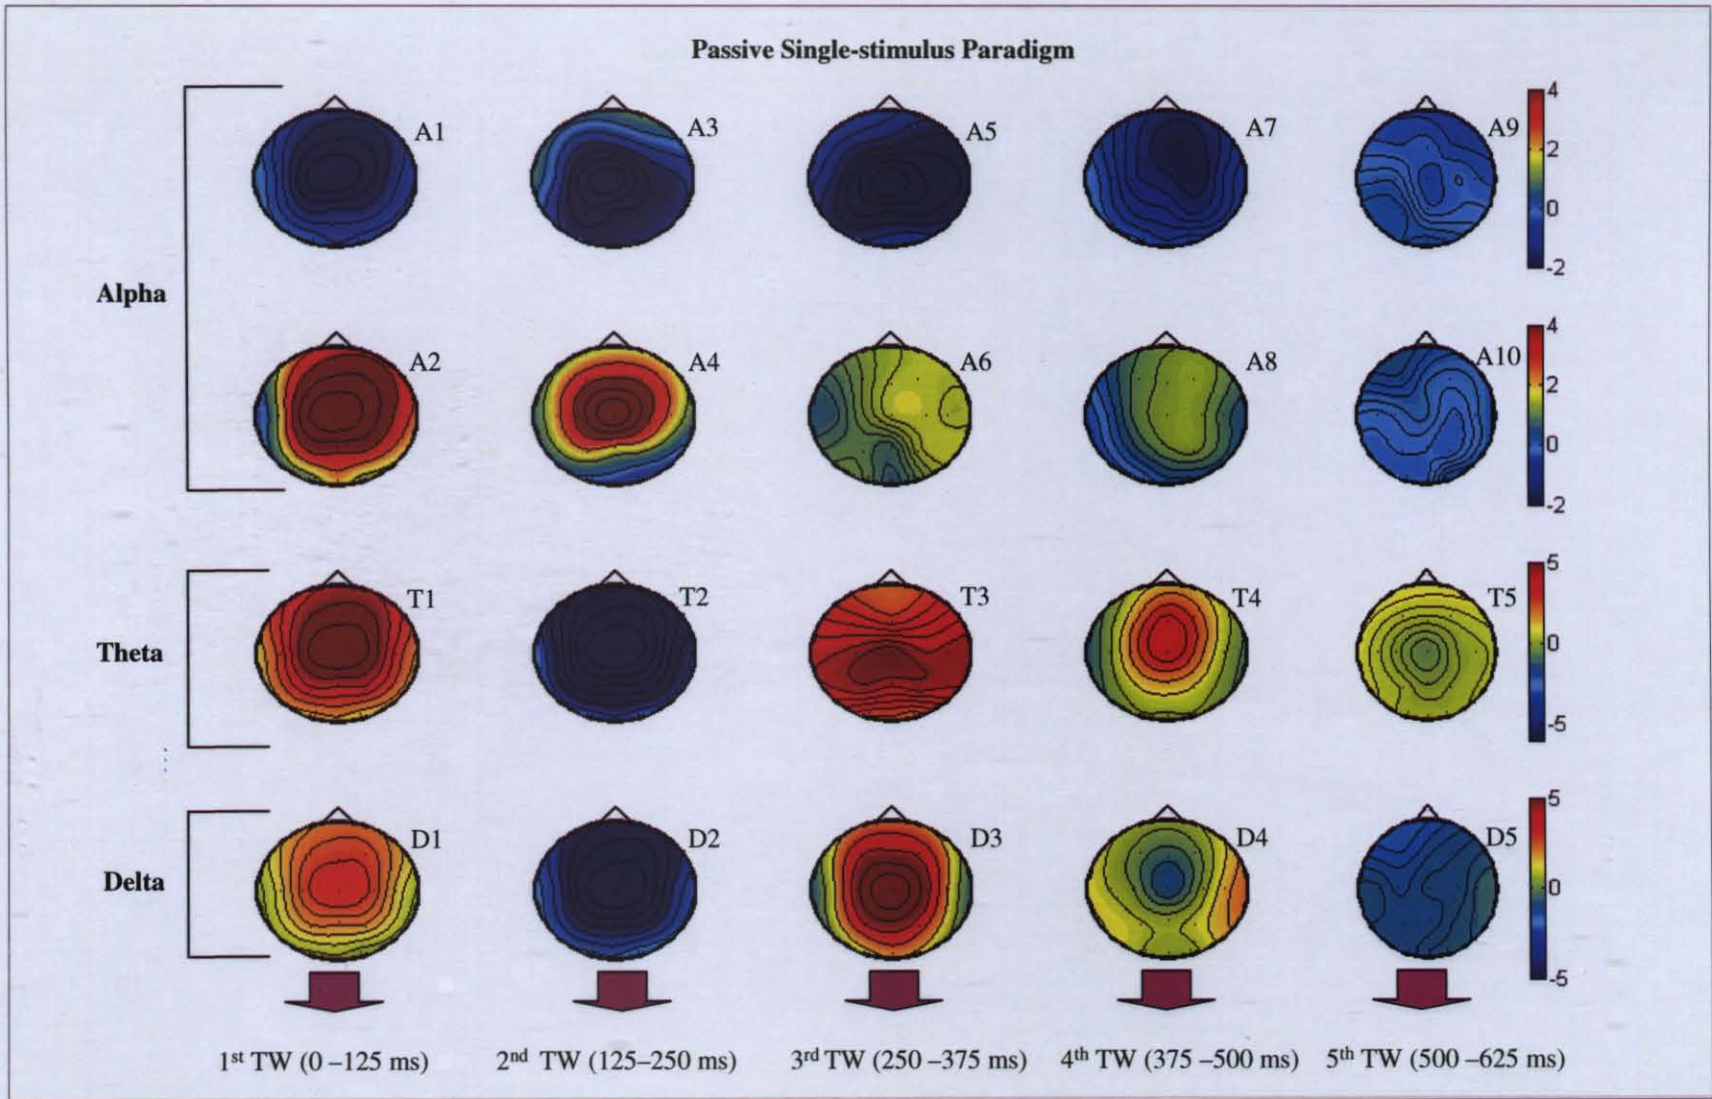 Passive Single-stimulus Paradigm
A1 A3 A5 A7 A9
4
2
0
-2
Alpha
A2 A4 A6 A8 A10
4
2
0
-2
T1 T2 T3 T4 T5
5
0
-5
Theta
D1 D2 D3 D4 D5
5
0
-5
Delta
1st TW (0 –125 ms) 2nd TW (125–250 ms) 3rd TW (250 –375 ms) 4th TW (375 –500 ms) 5th TW (500 –625 ms)